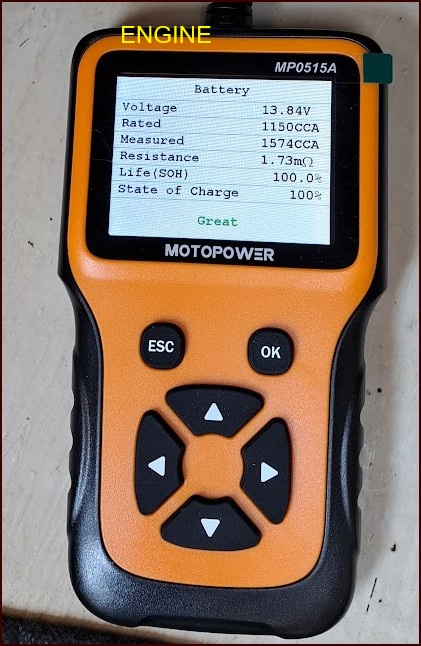 ENGINE
MP0515A
Battery
Voltage 13.84V
Rated 1150CCA
Measured 1574CCA
Resistance 1.73mΩ
Life(SOH) 100.0%
State of Charge 100%
Great
MOTOPOWER
ESC OK